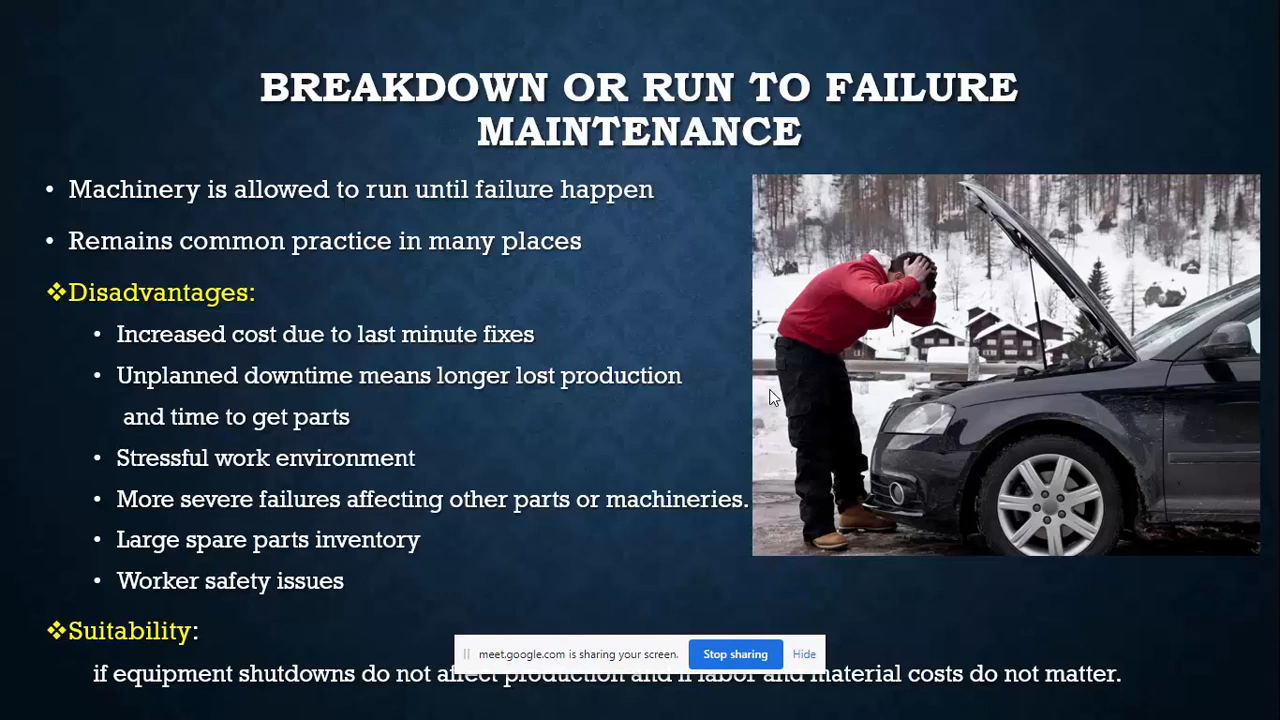 BREAKDOWN OR RUN TO FAILURE
MAINTENANCE
• Machinery is allowed to run until failure happen
• Remains common practice in many places
❖Disadvantages:
• Increased cost due to last minute fixes
• Unplanned downtime means longer lost production
and time to get parts
• Stressful work environment
• More severe failures affecting other parts or machineries.
• Large spare parts inventory
• Worker safety issues
❖Suitability:
meet.google.com is sharing your screen. Stop sharing Hide
if equipment shutdowns do not affect production and if labor and material costs do not matter.